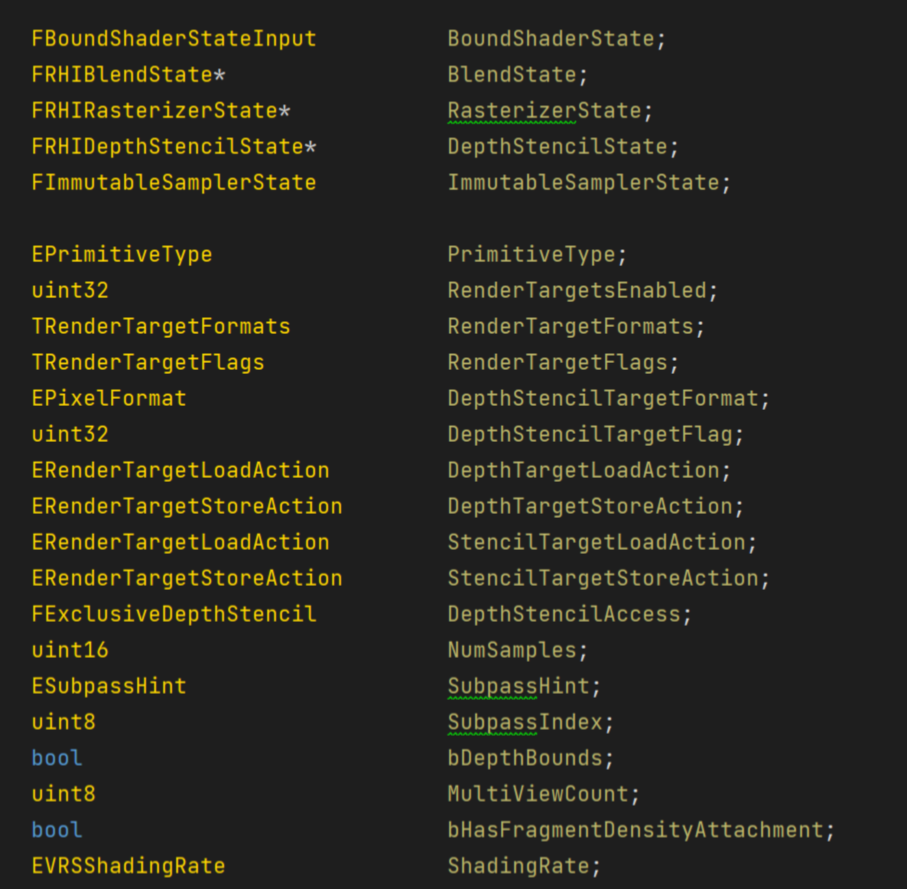 FBoundShaderStateInput BoundShaderState;
FRHIBlendState* BlendState;
FRHIRasterizerState* RasterizerState;
FRHIDepthStencilState* DepthStencilState;
FImmutableSamplerState ImmutableSamplerState;
EPrimitiveType PrimitiveType;
uint32 RenderTargetsEnabled;
TRenderTargetFormats RenderTargetFormats;
TRenderTargetFlags RenderTargetFlags;
EPixelFormat DepthStencilTargetFormat;
uint32 DepthStencilTargetFlag;
ERenderTargetLoadAction DepthTargetLoadAction;
ERenderTargetStoreAction DepthTargetStoreAction;
ERenderTargetLoadAction StencilTargetLoadAction;
ERenderTargetStoreAction StencilTargetStoreAction;
FExclusiveDepthStencil DepthStencilAccess;
uint16 NumSamples;
ESubpassHint SubpassHint;
uint8 SubpassIndex;
bool bDepthBounds;
uint8 MultiViewCount;
bool bHasFragmentDensityAttachment;
EVRSShadingRate ShadingRate;